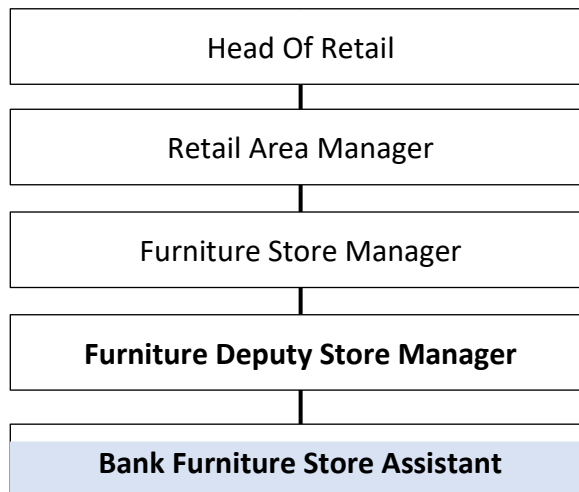 Head Of Retail
Retail Area Manager
Furniture Store Manager
Furniture Deputy Store Manager
Bank Furniture Store Assistant